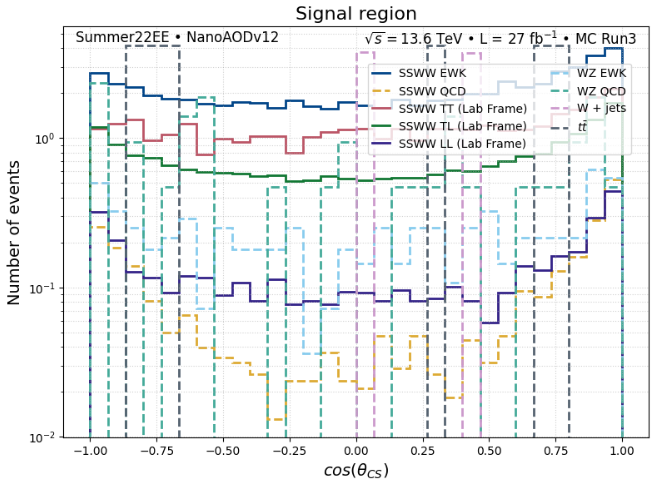 Signal region
Summer22EE • NanoAODv12
√s = 13.6 TeV • L = 27 fb⁻¹ • MC Run3
SSWW EWK
SSWW QCD
SSWW TT (Lab Frame)
SSWW TL (Lab Frame)
SSWW LL (Lab Frame)
WZ EWK
WZ QCD
W + jets
tt̄
Number of events
10⁰
10⁻¹
10⁻²
−1.00 −0.75 −0.50 −0.25 0.00 0.25 0.50 0.75 1.00
cos(θCS)